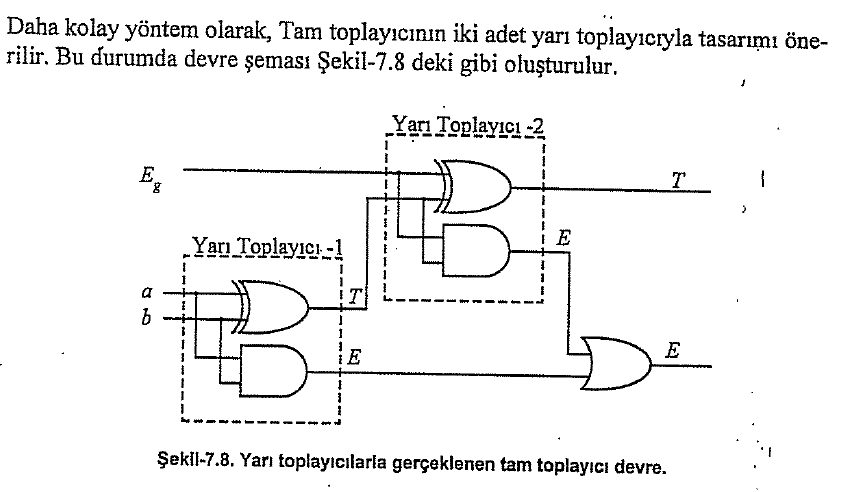 Daha kolay yöntem olarak, Tam toplayıcının iki adet yarı toplayıcıyla tasarımı öne-
rilir. Bu durumda devre şeması Şekil-7.8 deki gibi oluşturulur.
Yarı Toplayıcı -2
E_g
T
E
Yarı Toplayıcı -1
a
T
b
E
E
Şekil-7.8. Yarı toplayıcılarla gerçeklenen tam toplayıcı devre.